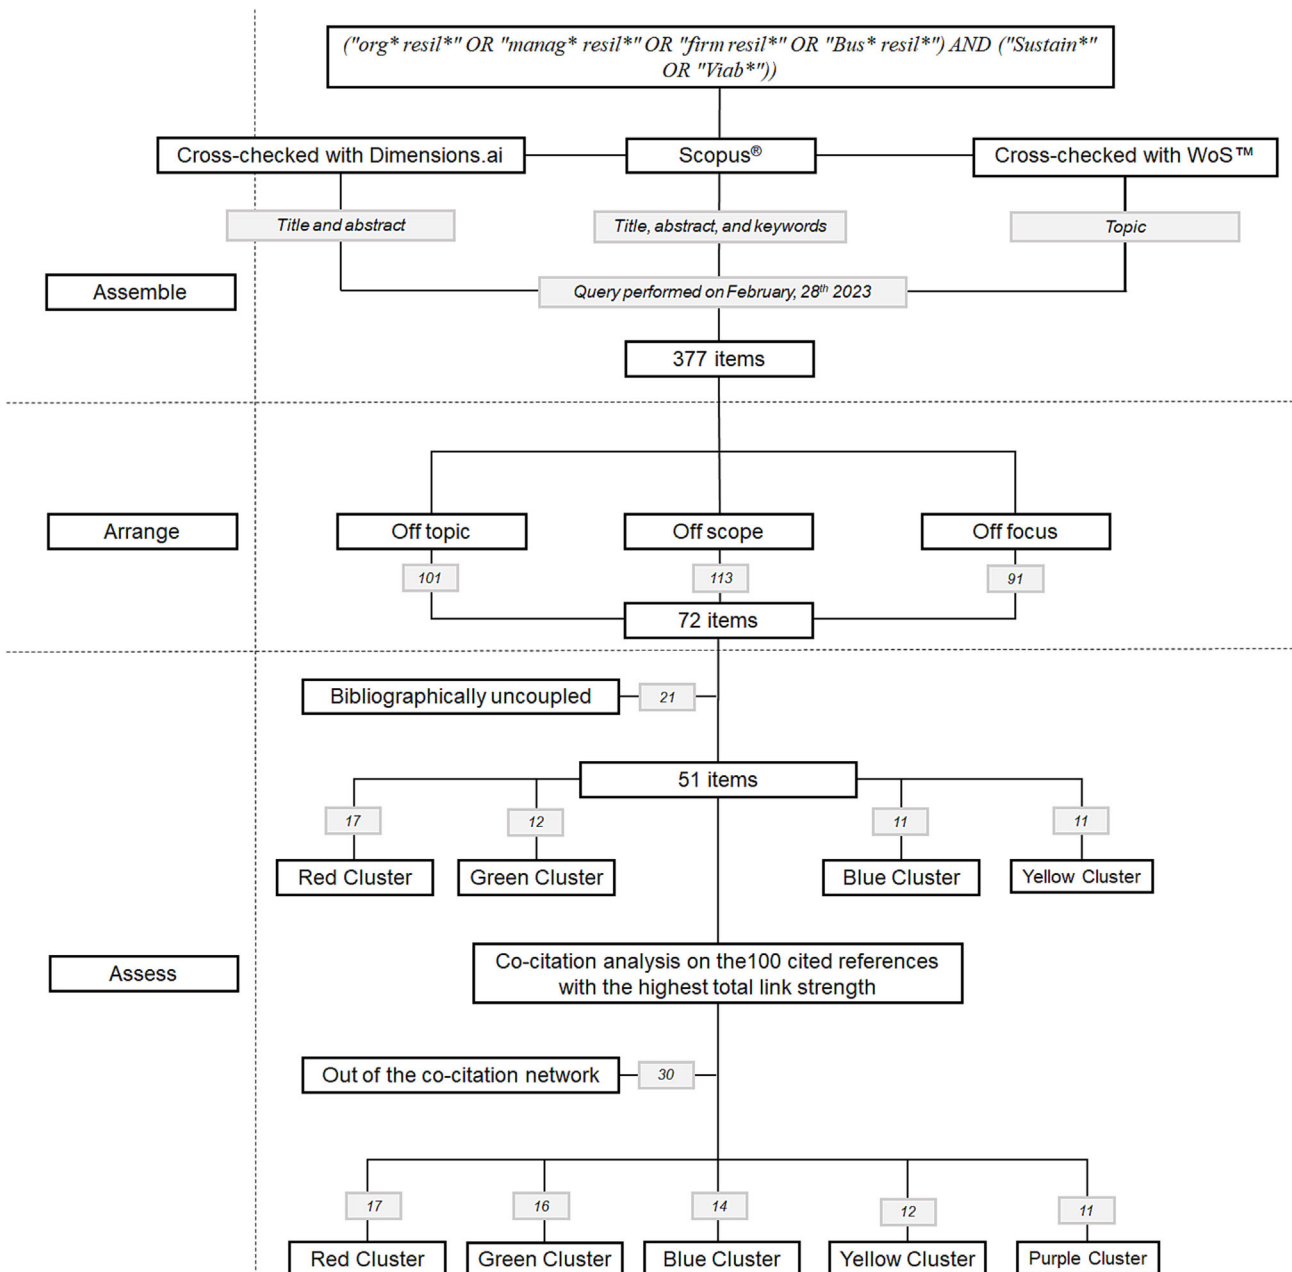 ("org* resil*" OR "manag* resil*" OR "firm resil*" OR "Bus* resil*") AND ("Sustain*"
OR "Viab*"))
Cross-checked with Dimensions.ai
Scopus®
Cross-checked with WoS™
Title and abstract
Title, abstract, and keywords
Topic
Assemble
Query performed on February, 28th 2023
377 items
Arrange
Off topic
Off scope
Off focus
101
113
91
72 items
Bibliographically uncoupled
21
51 items
17
12
11
11
Red Cluster
Green Cluster
Blue Cluster
Yellow Cluster
Assess
Co-citation analysis on the100 cited references
with the highest total link strength
Out of the co-citation network
30
17
16
14
12
11
Red Cluster
Green Cluster
Blue Cluster
Yellow Cluster
Purple Cluster